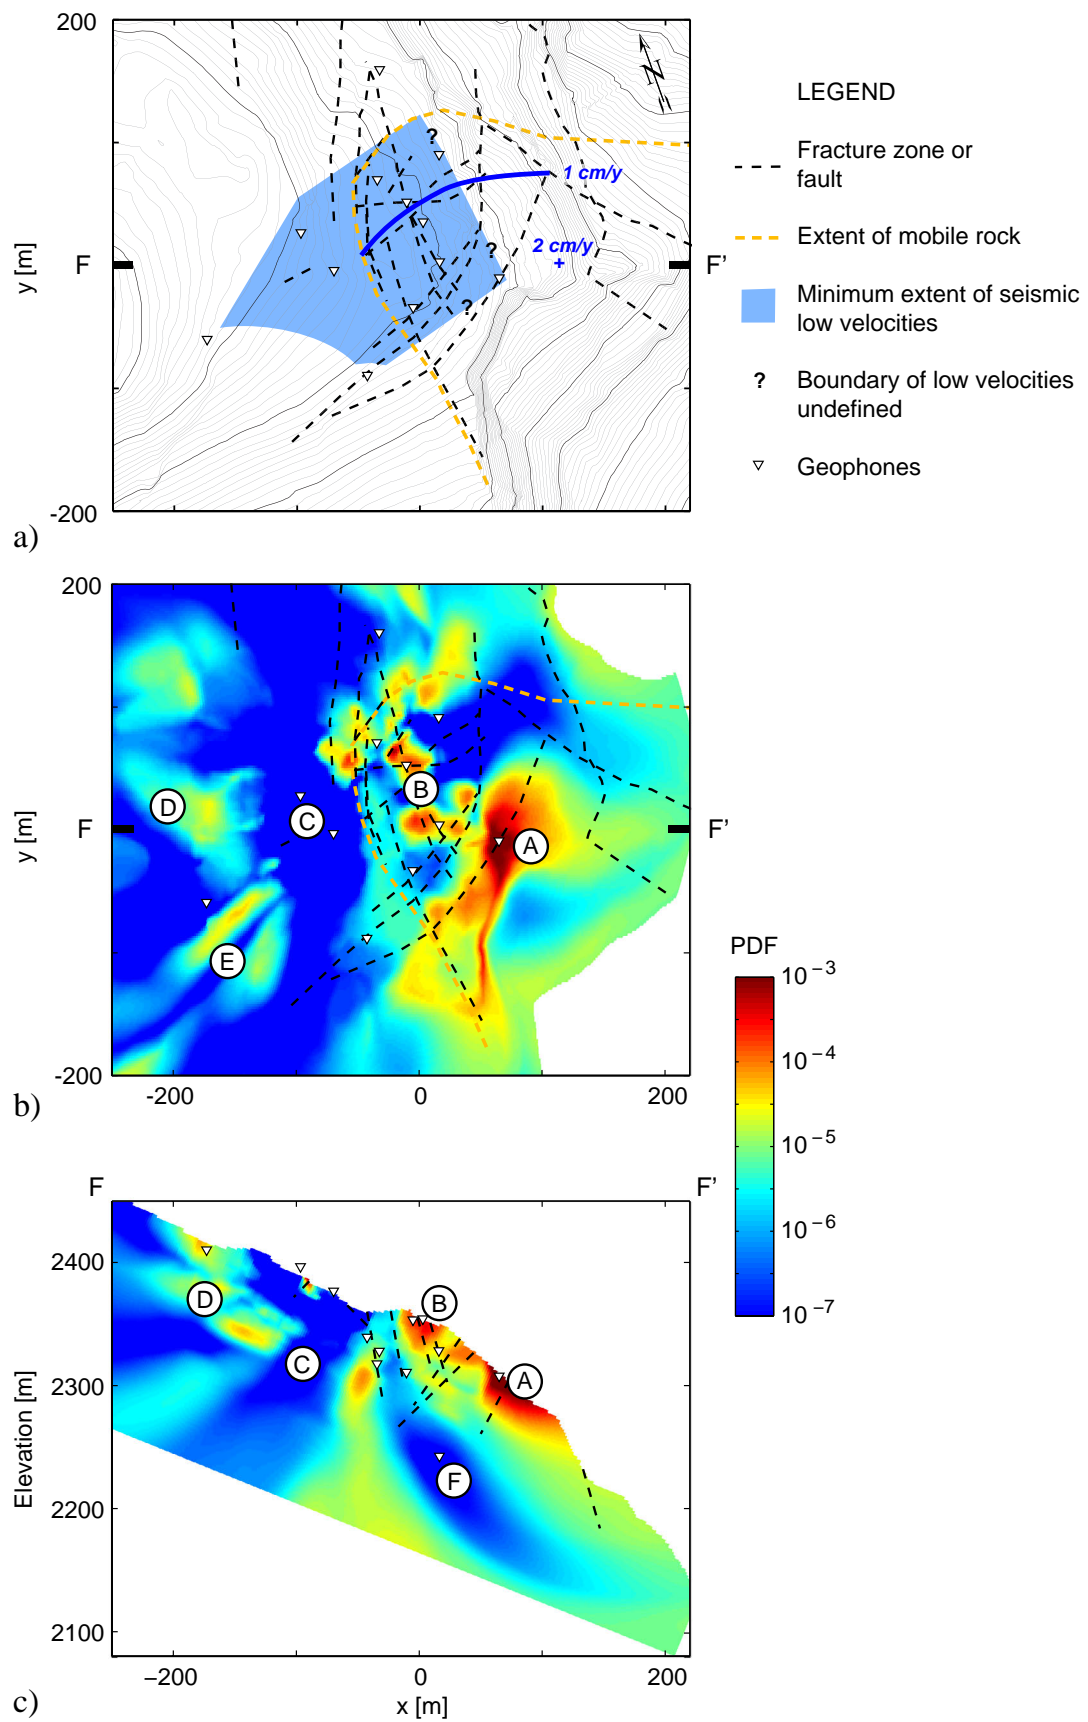 200
N
LEGEND
?
Fracture zone or
fault
1 cm/y
Extent of mobile rock
y [m]
F
?
2 cm/y
+
F'
Minimum extent of seismic
low velocities
?
?
Boundary of low velocities
undefined
Geophones
-200
a)
200
B
D
C
y [m]
F
A
F'
E
PDF
10−3
10−4
10−5
10−6
10−7
-200
-200
0
200
b)
F
F'
2400
D
B
C
2300
A
Elevation [m]
F
2200
2100
−200
0
200
x [m]
c)